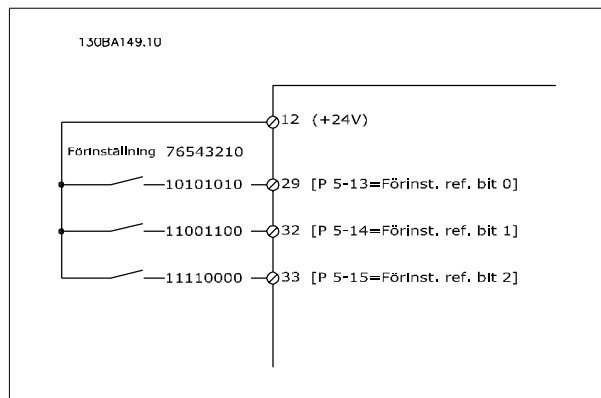 130BA149.10
12 (+24V)
Förinställning 76543210
10101010 29 [P 5-13=Förinst. ref. bit 0]
11001100 32 [P 5-14=Förinst. ref. bit 1]
11110000 33 [P 5-15=Förinst. ref. bit 2]